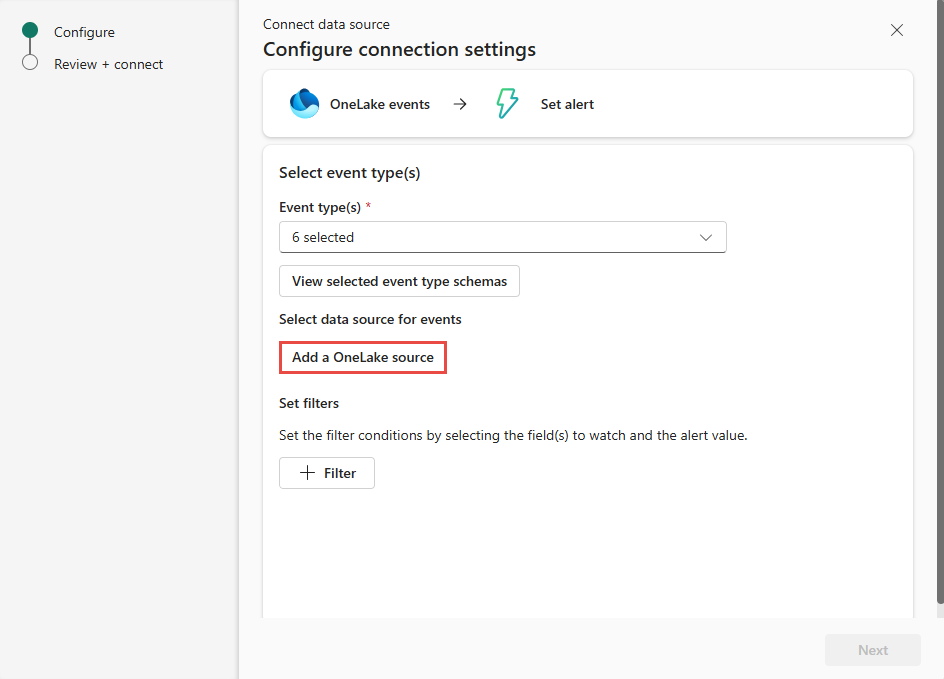 Configure
Review + connect
Connect data source
Configure connection settings
OneLake events
Set alert
Select event type(s)
Event type(s) *
6 selected
View selected event type schemas
Select data source for events
Add a OneLake source
Set filters
Set the filter conditions by selecting the field(s) to watch and the alert value.
Filter
Next